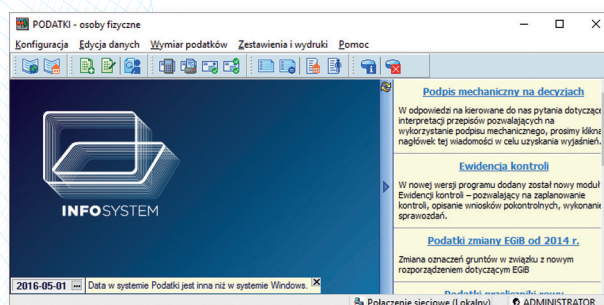 PODATKI - osoby fizyczne
Konfiguracja Edycja danych Wymiar podatków Zestawienia i wydruki Pomoc
INFOSYSTEM
Podpis mechaniczny na decyzjach
W odpowiedzi na kierowane do nas pytania dotyczące
interpretacji przepisów pozwalających na
wykorzystanie podpisu mechanicznego, prosimy klikną
nagłówek tej wiadomości w celu uzyskania wyjaśnień.
Ewidencja kontroli
W nowej wersji programu dodany został nowy moduł
Ewidencji kontroli – pozwalający na zaplanowanie
kontroli, opisanie wniosków pokontrolnych, wykonanie
sprawozdań.
Podatki zmiany EGiB od 2014 r.
Zmiana oznaczeń gruntów w związku z nowym
rozporządzeniem dotyczącym EGiB
2016-05-01 ... Data w systemie Podatki jest inna niż w systemie Windows.
Połączenie sieciowe (Lokalny) ADMINISTRATOR